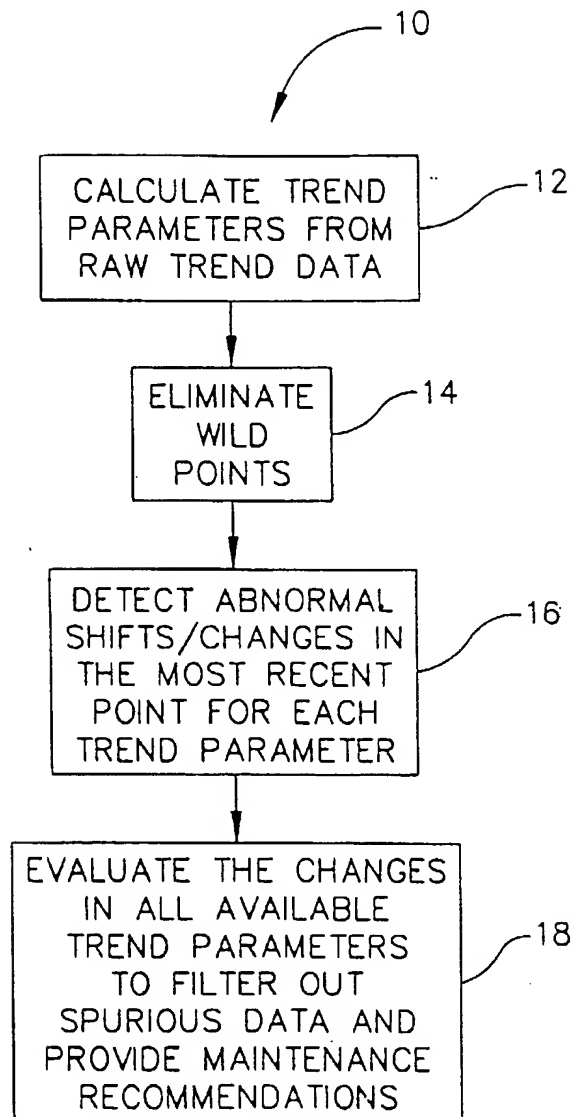 10
CALCULATE TREND
PARAMETERS FROM
RAW TREND DATA
12
ELIMINATE
WILD
POINTS
14
DETECT ABNORMAL
SHIFTS/CHANGES IN
THE MOST RECENT
POINT FOR EACH
TREND PARAMETER
16
EVALUATE THE CHANGES
IN ALL AVAILABLE
TREND PARAMETERS
TO FILTER OUT
SPURIOUS DATA AND
PROVIDE MAINTENANCE
RECOMMENDATIONS
18